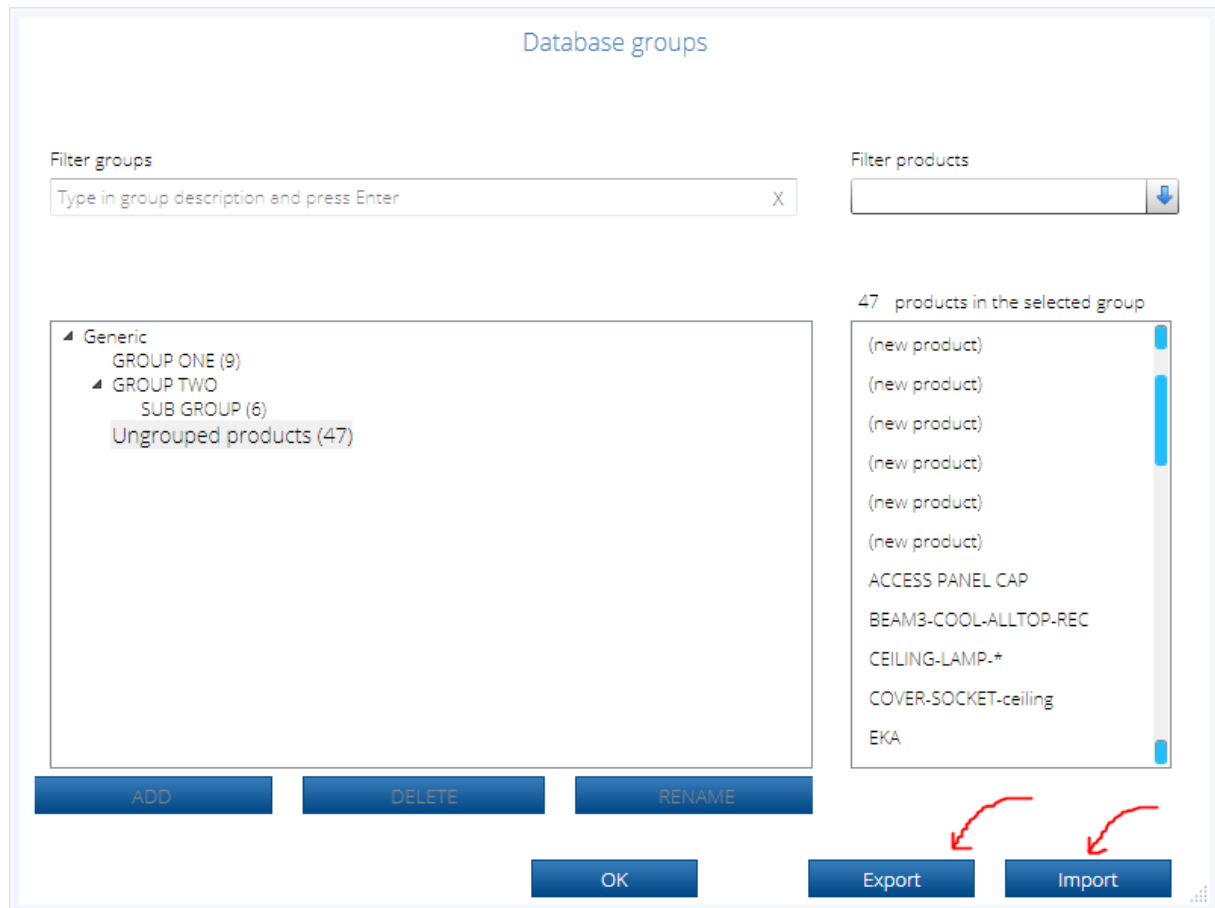 Database groups
Filter groups
Filter products
Type in group description and press Enter X
47 products in the selected group
Generic
GROUP ONE (9)
GROUP TWO
SUB GROUP (6)
Ungrouped products (47)
(new product)
(new product)
(new product)
(new product)
(new product)
(new product)
ACCESS PANEL CAP
BEAM3-COOL-ALLTOP-REC
CEILING-LAMP-*
COVER-SOCKET-ceiling
EKA
ADD DELETE RENAME
OK Export Import